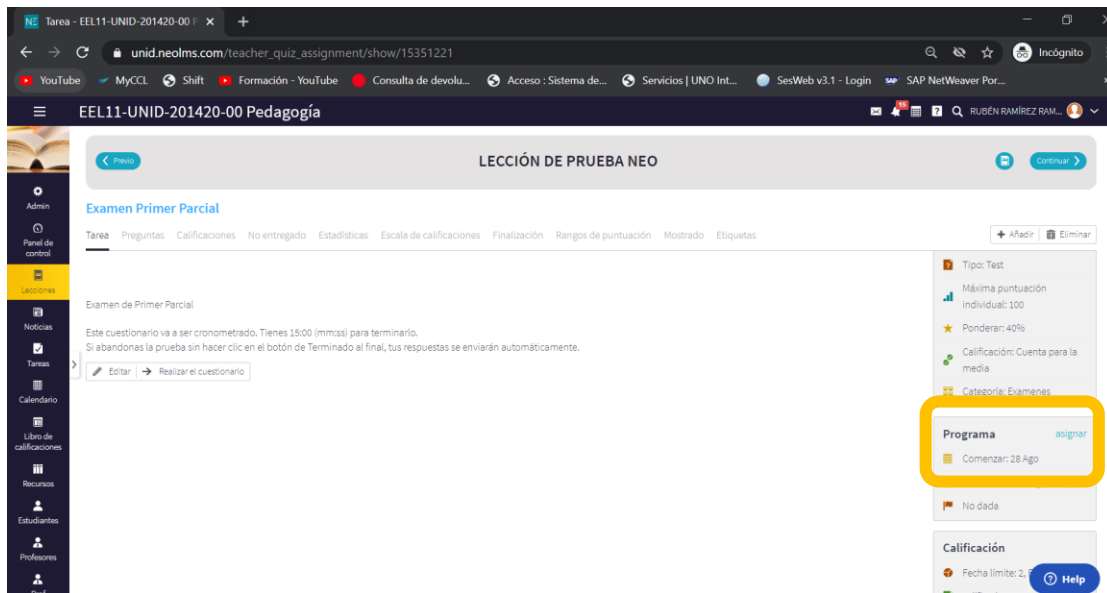 Tarea - EEL11-UNID-201420-00 P
unid.neolms.com/teacher_quiz_assignment/show/15351221
Incógnito
YouTube MyCCL Shift Formación - YouTube Consulta de devolu... Acceso : Sistema de... Servicios | UNO Int... SesWeb v3.1 - Login SAP NetWeaver Por...
EEL11-UNID-201420-00 Pedagogía
15
RUBÉN RAMÍREZ RAM...
Previo
LECCIÓN DE PRUEBA NEO
Continuar
Admin
Panel de control
Lecciones
Noticias
Tareas
Calendario
Libro de calificaciones
Recursos
Estudiantes
Profesores
Examen Primer Parcial
Tarea Preguntas Calificaciones No entregado Estadísticas Escala de calificaciones Finalización Rangos de puntuación Mostrado Etiquetas
Añadir Eliminar
Examen de Primer Parcial
Este cuestionario va a ser cronometrado. Tienes 15:00 (mm:ss) para terminarlo.
Si abandonas la prueba sin hacer clic en el botón de Terminado al final, tus respuestas se enviarán automáticamente.
Editar Realizar el cuestionario
Tipo: Test
Máxima puntuación
individual: 100
Ponderar: 40%
Calificación: Cuenta para la
media
Categoría: Examenes
Programa asignar
Comenzar: 28 Ago
No dada
Calificación
Fecha límite: 2,
Help